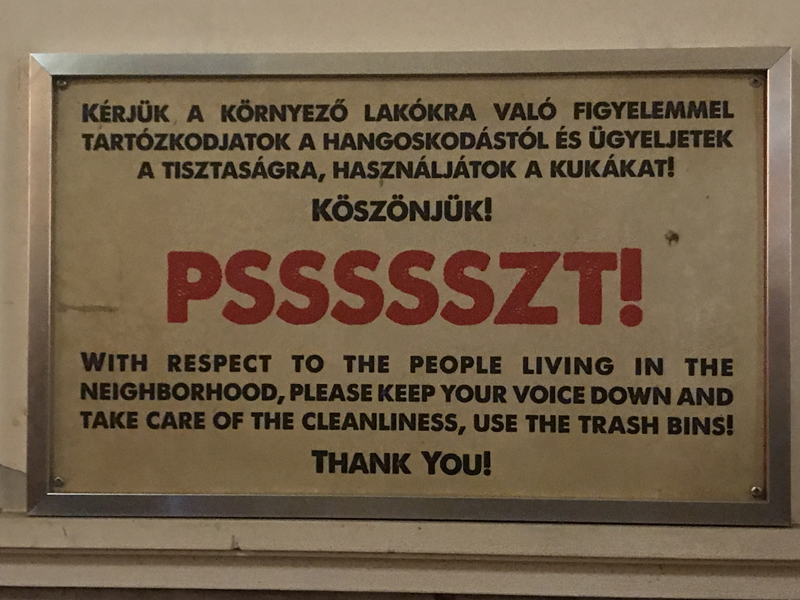 KÉRJÜK A KÖRNYEZŐ LAKÓKRA VALÓ FIGYELEMMEL
TARTÓZKODJATOK A HANGOSKODÁSTÓL ÉS ÜGYELJETEK
A TISZTASÁGRA, HASZNÁLJÁTOK A KUKÁKAT!
KÖSZÖNJÜK!
PSSSSSSZT!
WITH RESPECT TO THE PEOPLE LIVING IN THE
NEIGHBORHOOD, PLEASE KEEP YOUR VOICE DOWN AND
TAKE CARE OF THE CLEANLINESS, USE THE TRASH BINS!
THANK YOU!